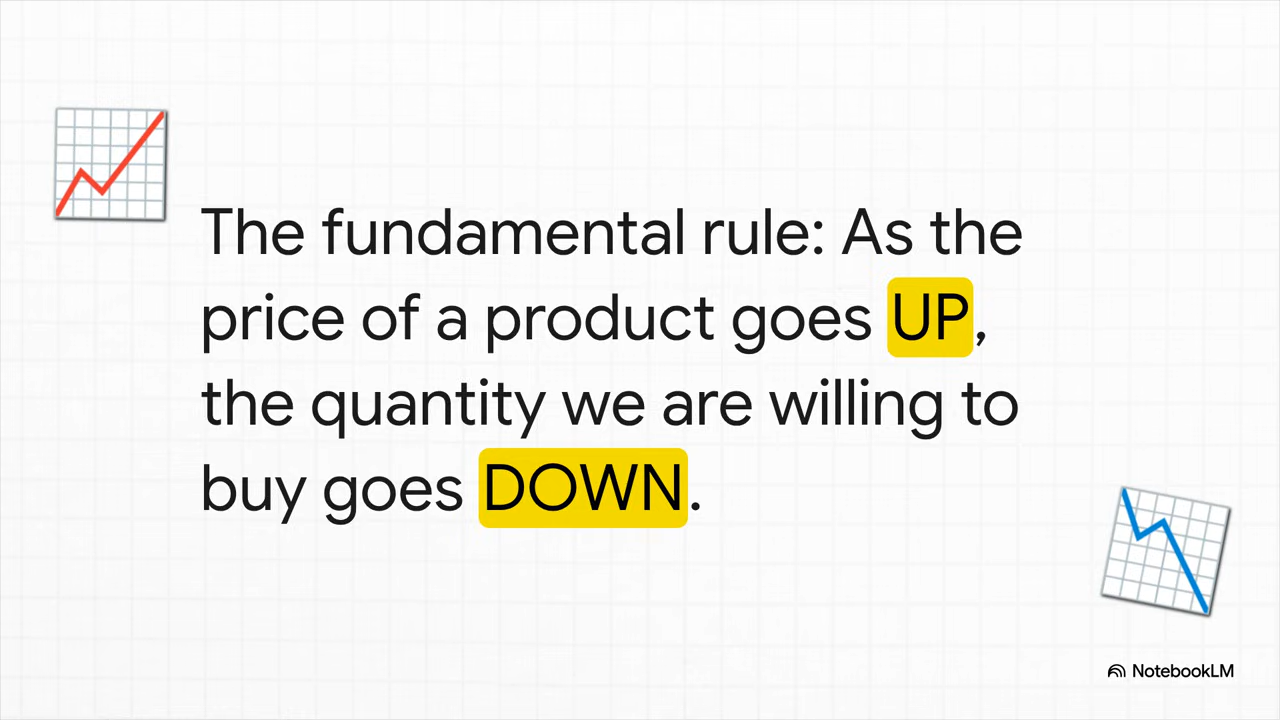 The fundamental rule: As the
price of a product goes UP,
the quantity we are willing to
buy goes DOWN.
NotebookLM